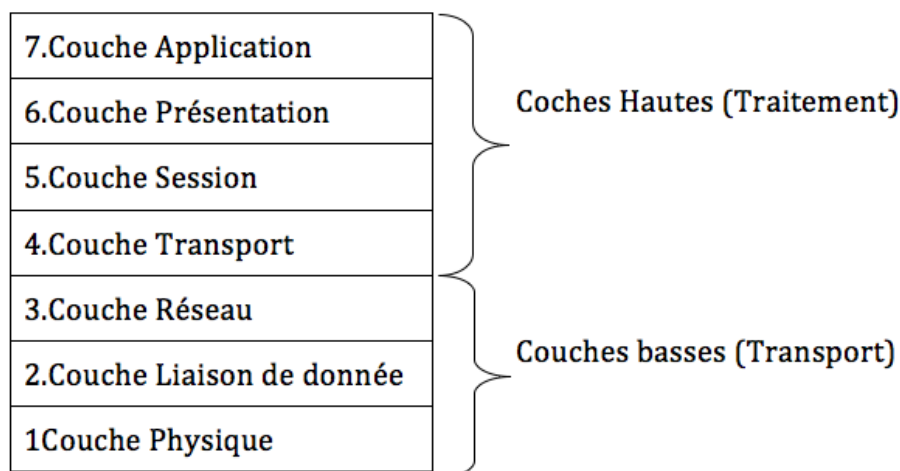 7.Couche Application
6.Couche Présentation
5.Couche Session
4.Couche Transport
3.Couche Réseau
2.Couche Liaison de donnée
1Couche Physique
Coches Hautes (Traitement)
Couches basses (Transport)